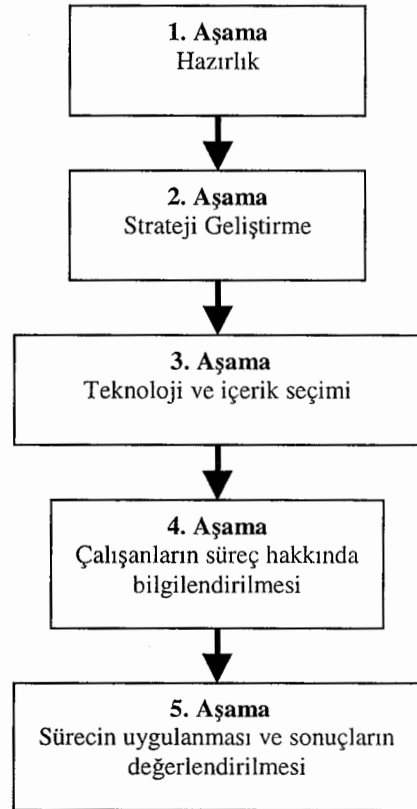 1. Aşama
Hazırlık
2. Aşama
Strateji Geliştirme
3. Aşama
Teknoloji ve içerik seçimi
4. Aşama
Çalışanların süreç hakkında
bilgilendirilmesi
5. Aşama
Sürecin uygulanması ve sonuçların
değerlendirilmesi